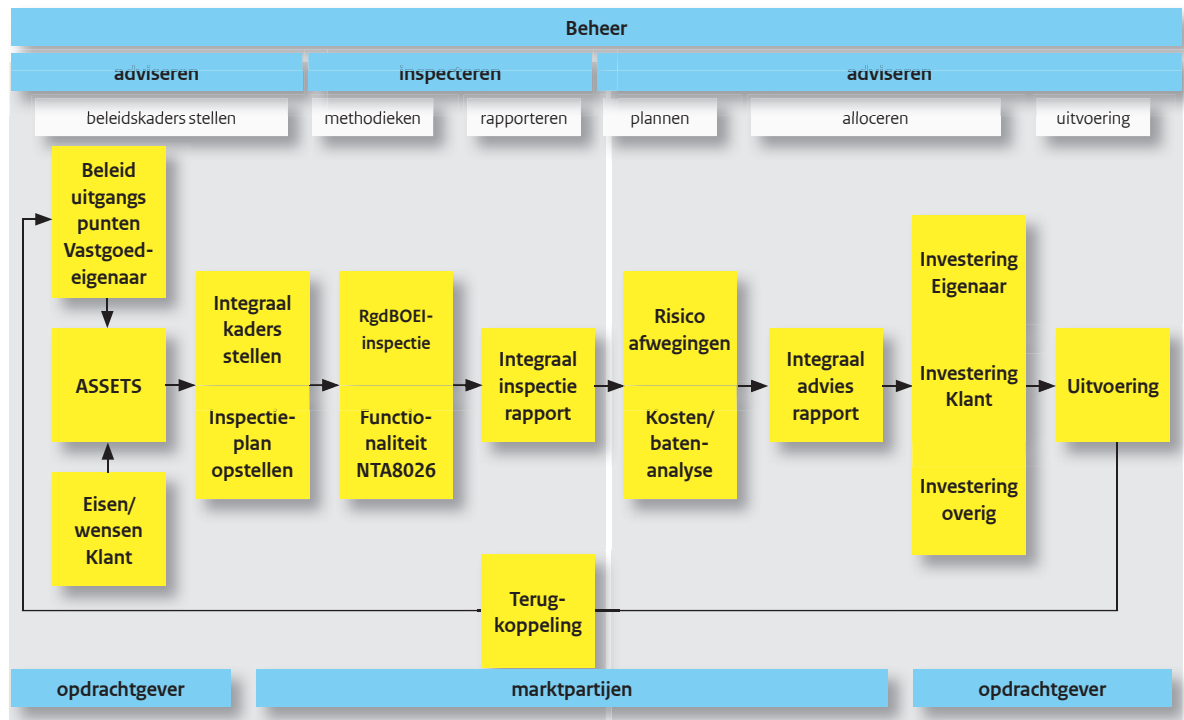 Beheer
adviseren
inspecteren
adviseren
beleidskaders stellen
methodieken
rapporteren
plannen
alloceren
uitvoering
Beleid
uitgangs
punten
Vastgoed-
eigenaar
ASSETS
Eisen/
wensen
Klant
Integraal
kaders
stellen
Inspectie-
plan
opstellen
RgdBOEI-
inspectie
Functio-
naliteit
NTA8026
Integraal
inspectie
rapport
Risico
afwegingen
Kosten/
baten-
analyse
Integraal
advies
rapport
Investering
Eigenaar
Investering
Klant
Investering
overig
Uitvoering
Terug-
koppeling
opdrachtgever
marktpartijen
opdrachtgever